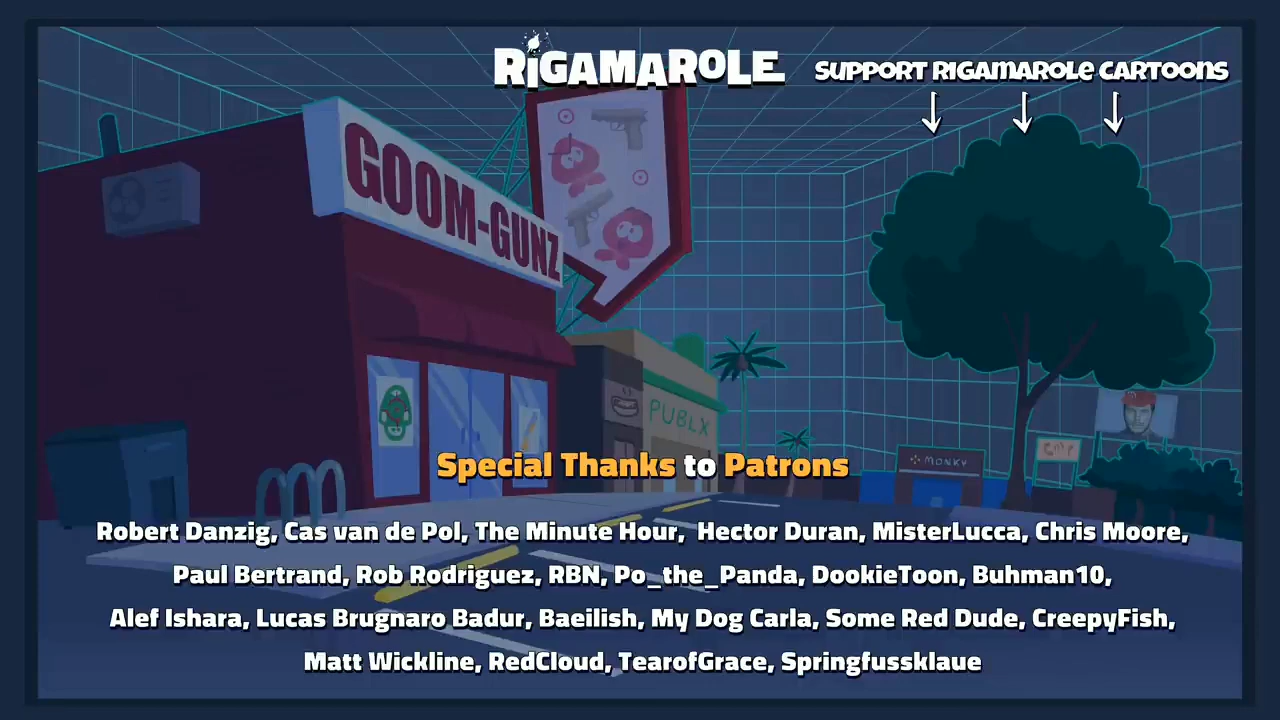 RiGAMAROLE
SUPPORT RIGAMAROLE CARTOONS
GOOM-GUNZ
PUBLX
MONKY
Special Thanks to Patrons
Robert Danzig, Cas van de Pol, The Minute Hour, Hector Duran, MisterLucca, Chris Moore,
Paul Bertrand, Rob Rodriguez, RBN, Po_the_Panda, DookieToon, Buhman10,
Alef Ishara, Lucas Brugnaro Badur, Baeilish, My Dog Carla, Some Red Dude, CreepyFish,
Matt Wickline, RedCloud, TearofGrace, Springfussklaue